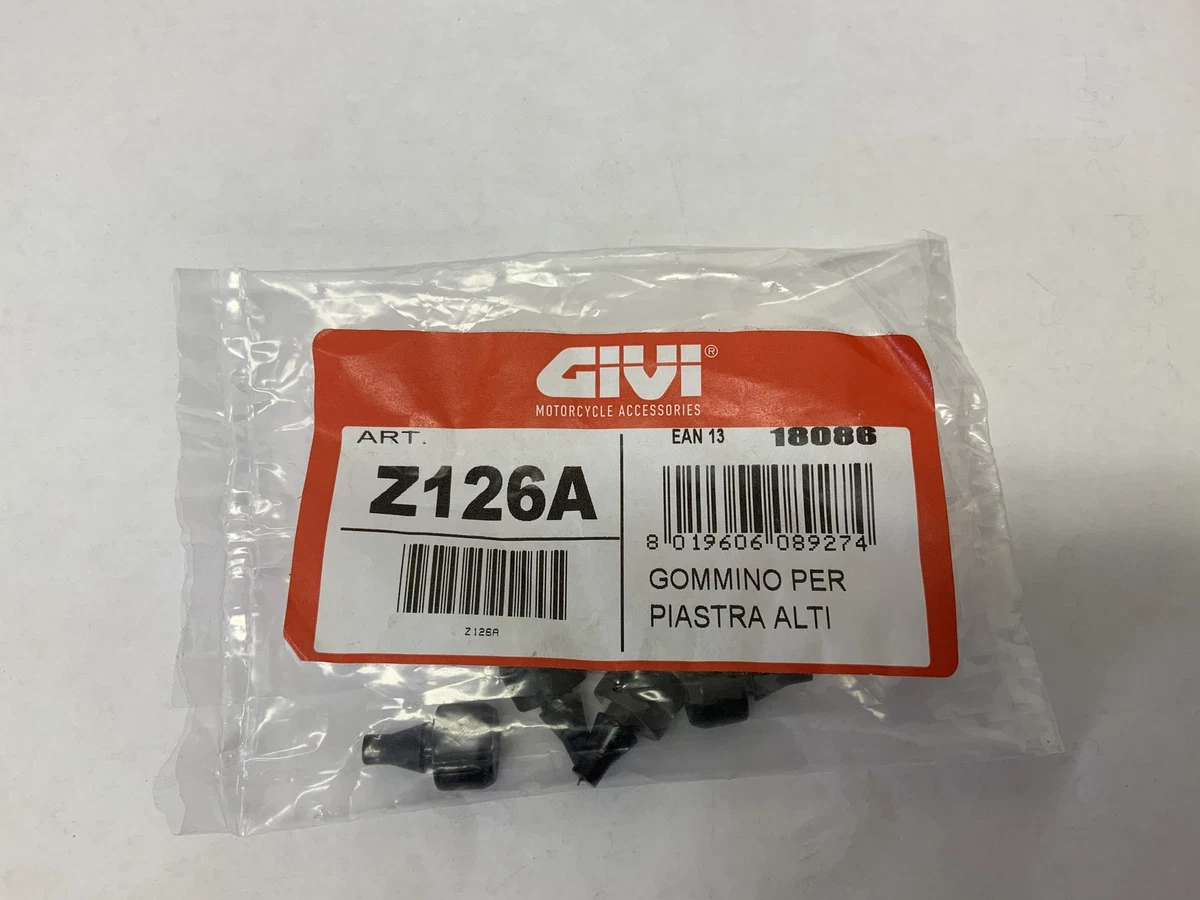 GIVI®
MOTORCYCLE ACCESSORIES
ART.
Z126A
Z126A
EAN 13 18086
8 019606 089274
GOMMINO PER
PIASTRA ALTI